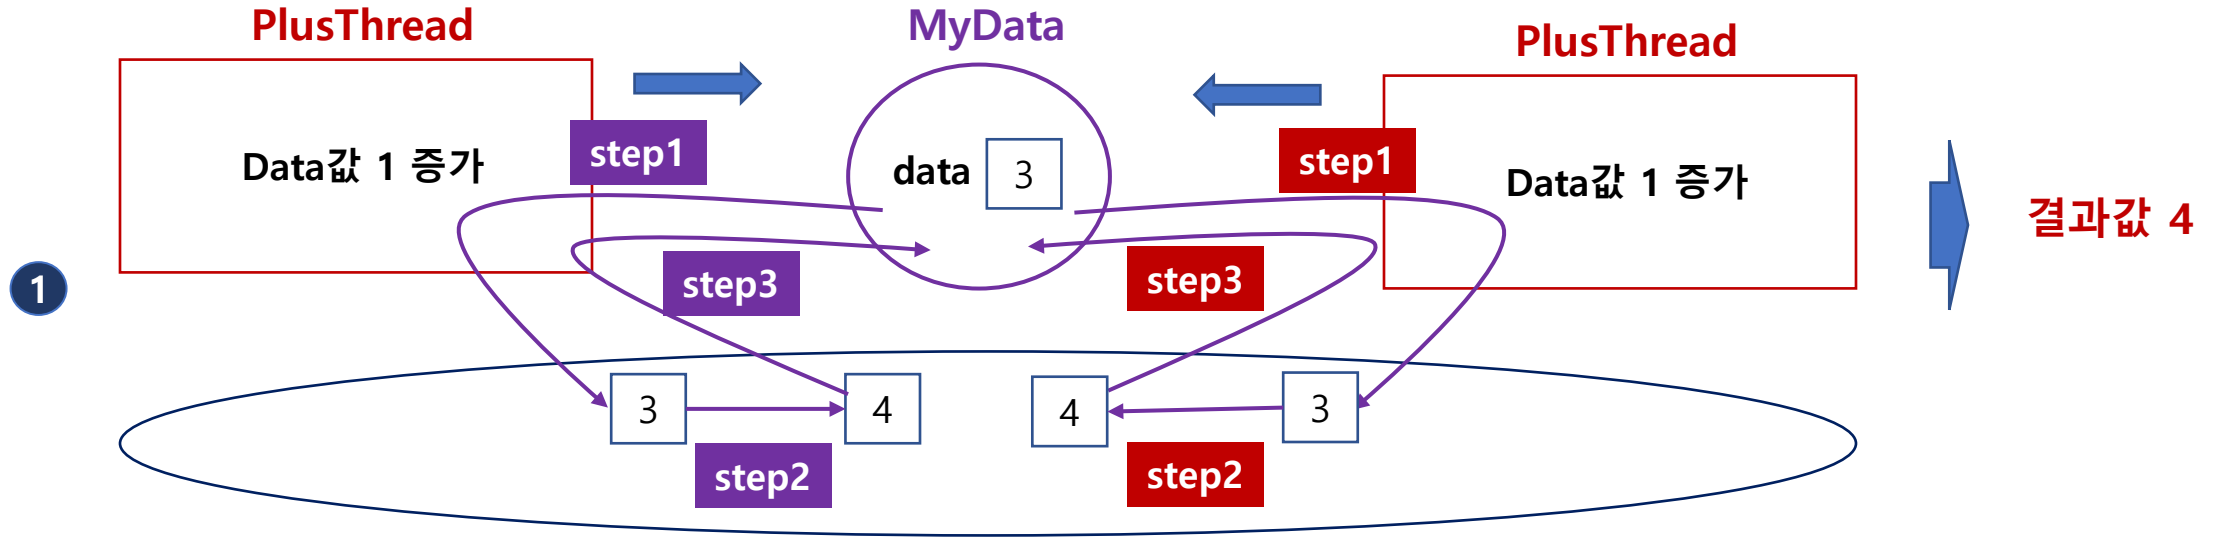 PlusThread
MyData
PlusThread
Data값 1 증가
step1
data 3
step1
Data값 1 증가
결과값 4
1
step3
step3
3
4
4
3
step2
step2